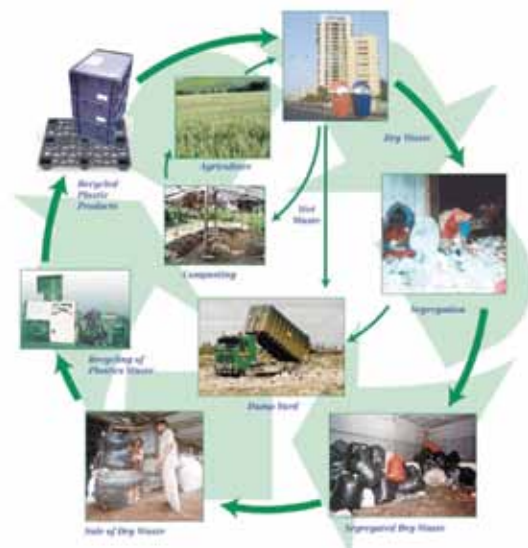 Dry Waste
Agriculture
Recycled
Plastic
Products
Wet
Waste
Composting
Segregation
Recycling of
Plastics Waste
Dump Yard
Sale of Dry Waste
Segregated Dry Waste